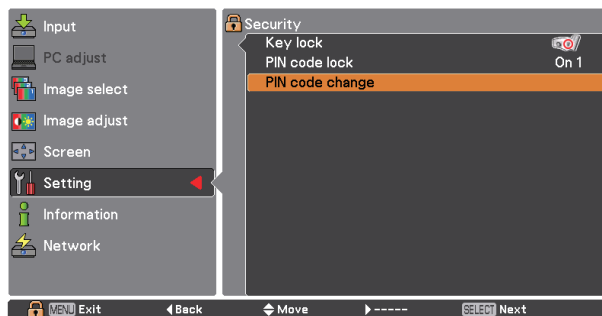 Input
PC adjust
Image select
Image adjust
Screen
Setting
Information
Network
Security
Key lock
PIN code lock On 1
PIN code change
MENU Exit Back Move ----- SELECT Next